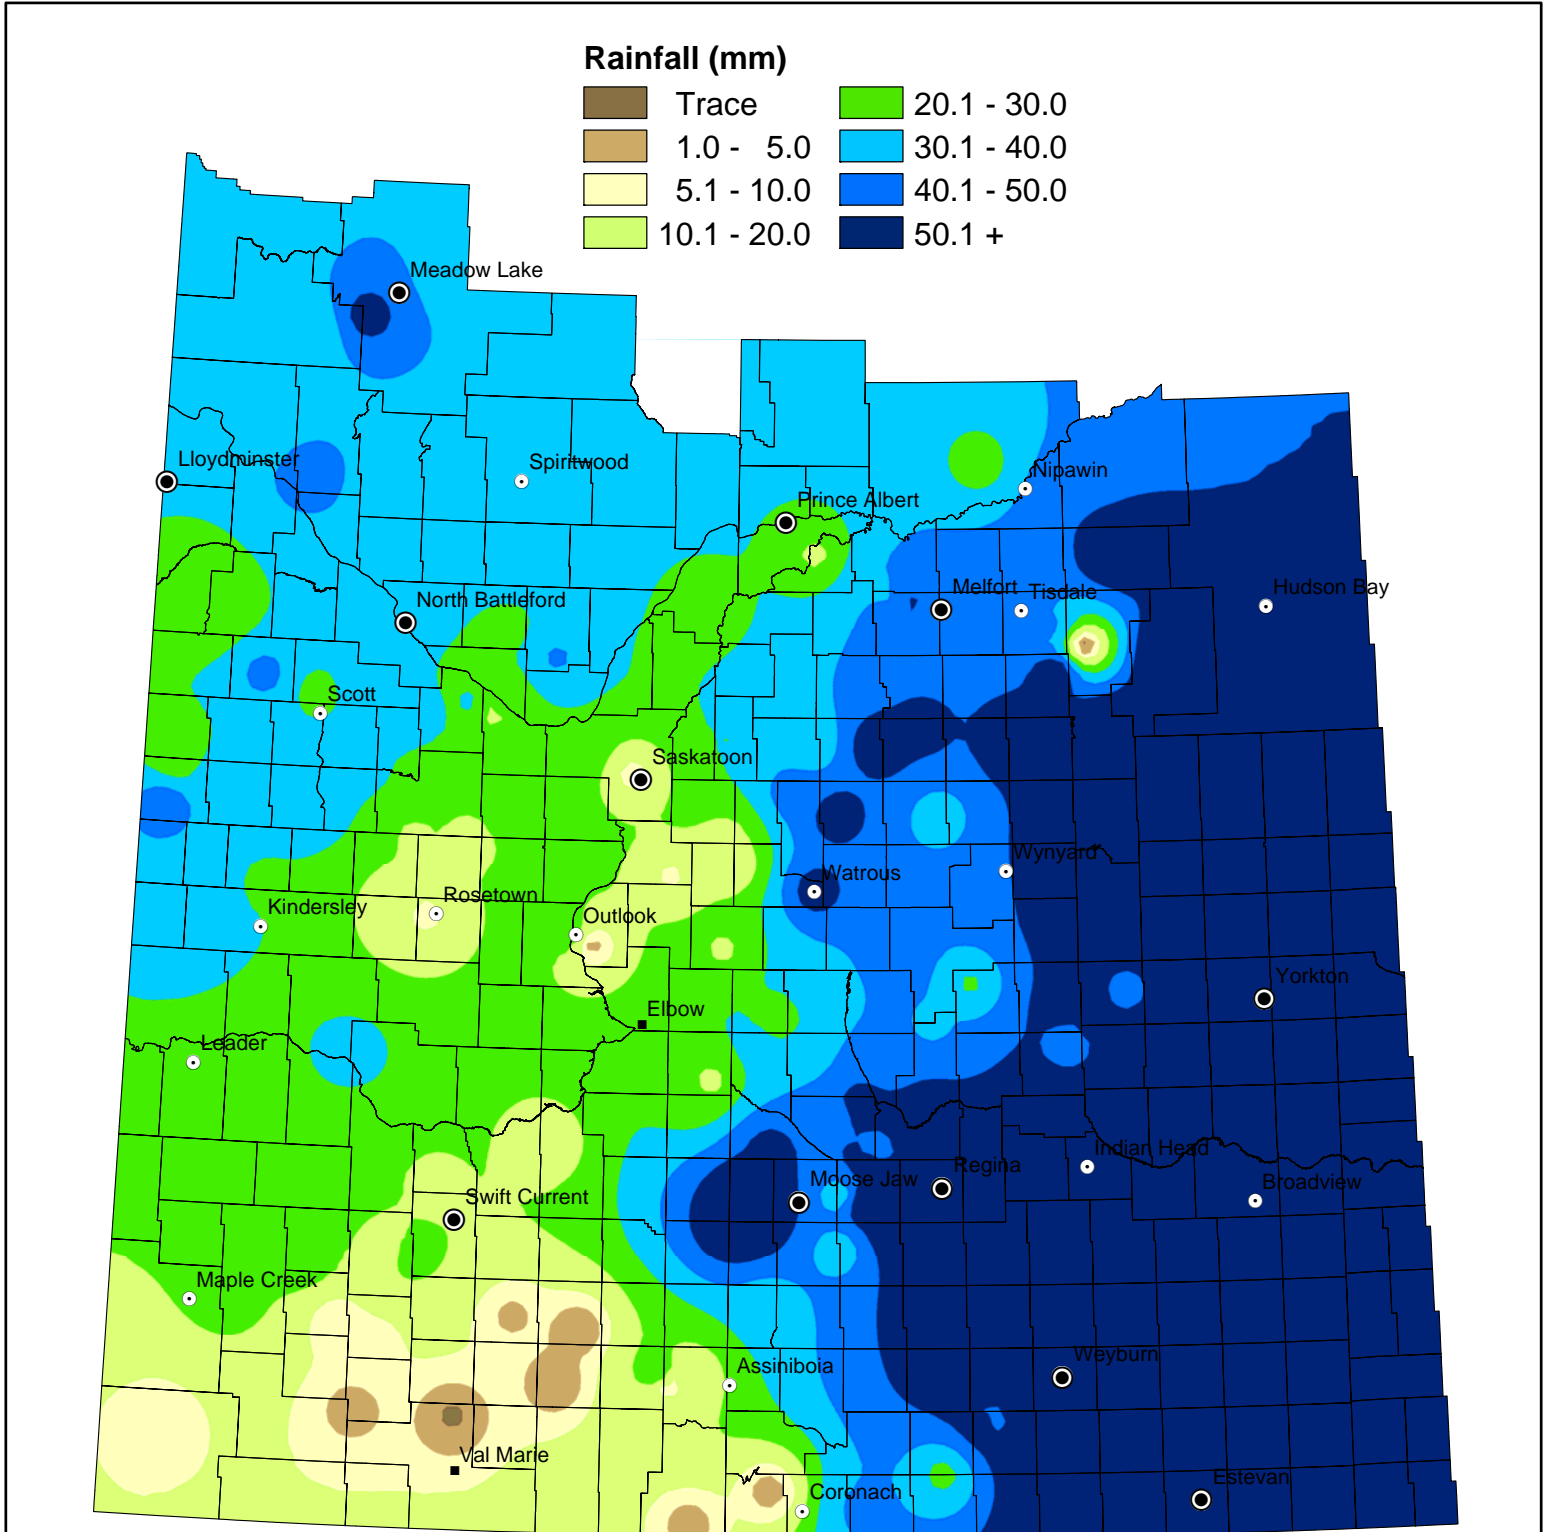 Rainfall (mm)
Trace
1.0 - 5.0
5.1 - 10.0
10.1 - 20.0
20.1 - 30.0
30.1 - 40.0
40.1 - 50.0
50.1 +
Meadow Lake
Lloydminster
Spiritwood
Nipawin
Prince Albert
North Battleford
Melfort
Tisdale
Hudson Bay
Scott
Saskatoon
Wynyard
Watrous
Kindersley
Rosetown
Outlook
Yorkton
Elbow
Leader
Indian Head
Regina
Moose Jaw
Broadview
Swift Current
Maple Creek
Weyburn
Assiniboia
Val Marie
Estevan
Coronach